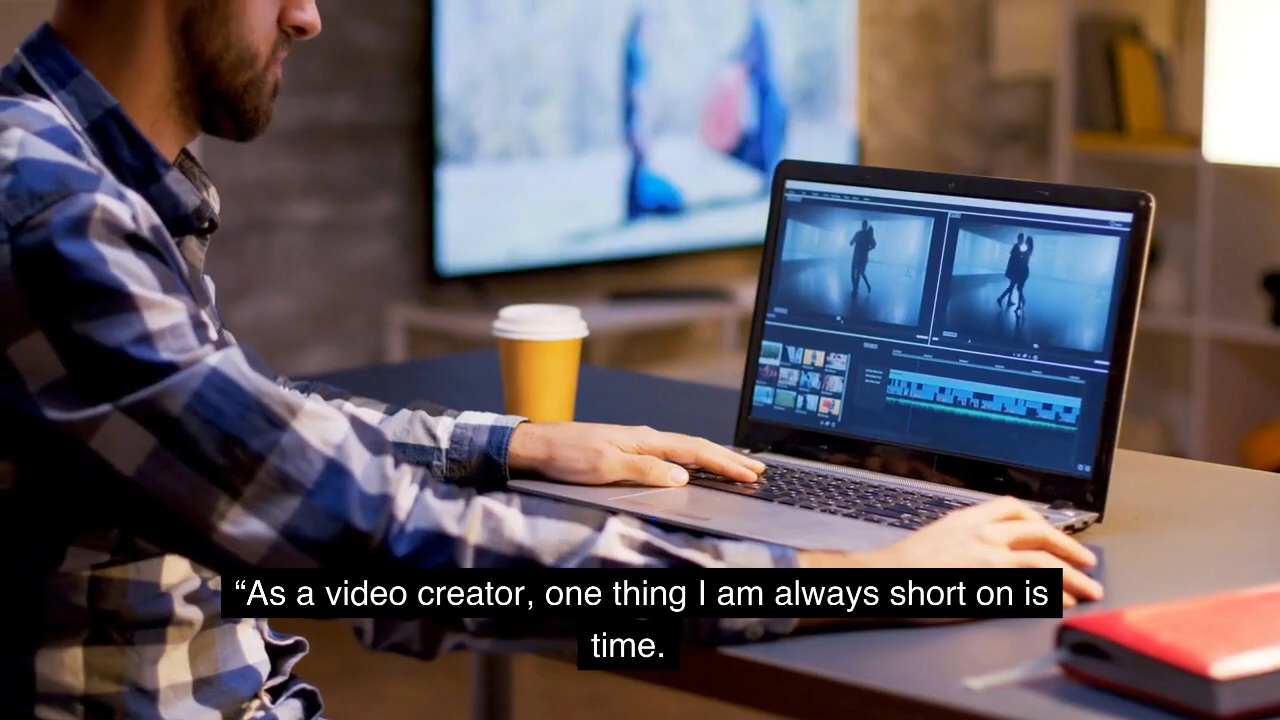 “As a video creator, one thing I am always short on is
time.